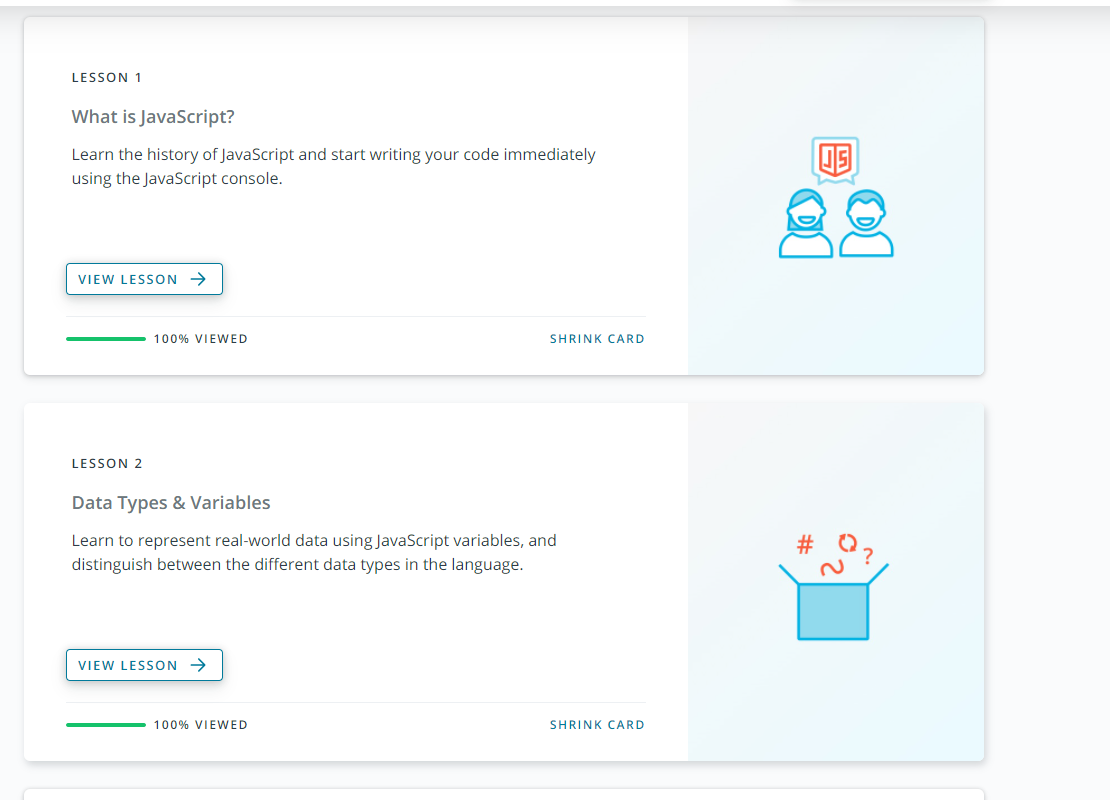 LESSON 1
What is JavaScript?
Learn the history of JavaScript and start writing your code immediately
using the JavaScript console.
JS
VIEW LESSON
100% VIEWED
SHRINK CARD
LESSON 2
Data Types & Variables
Learn to represent real-world data using JavaScript variables, and
distinguish between the different data types in the language.
# ?
VIEW LESSON
100% VIEWED
SHRINK CARD